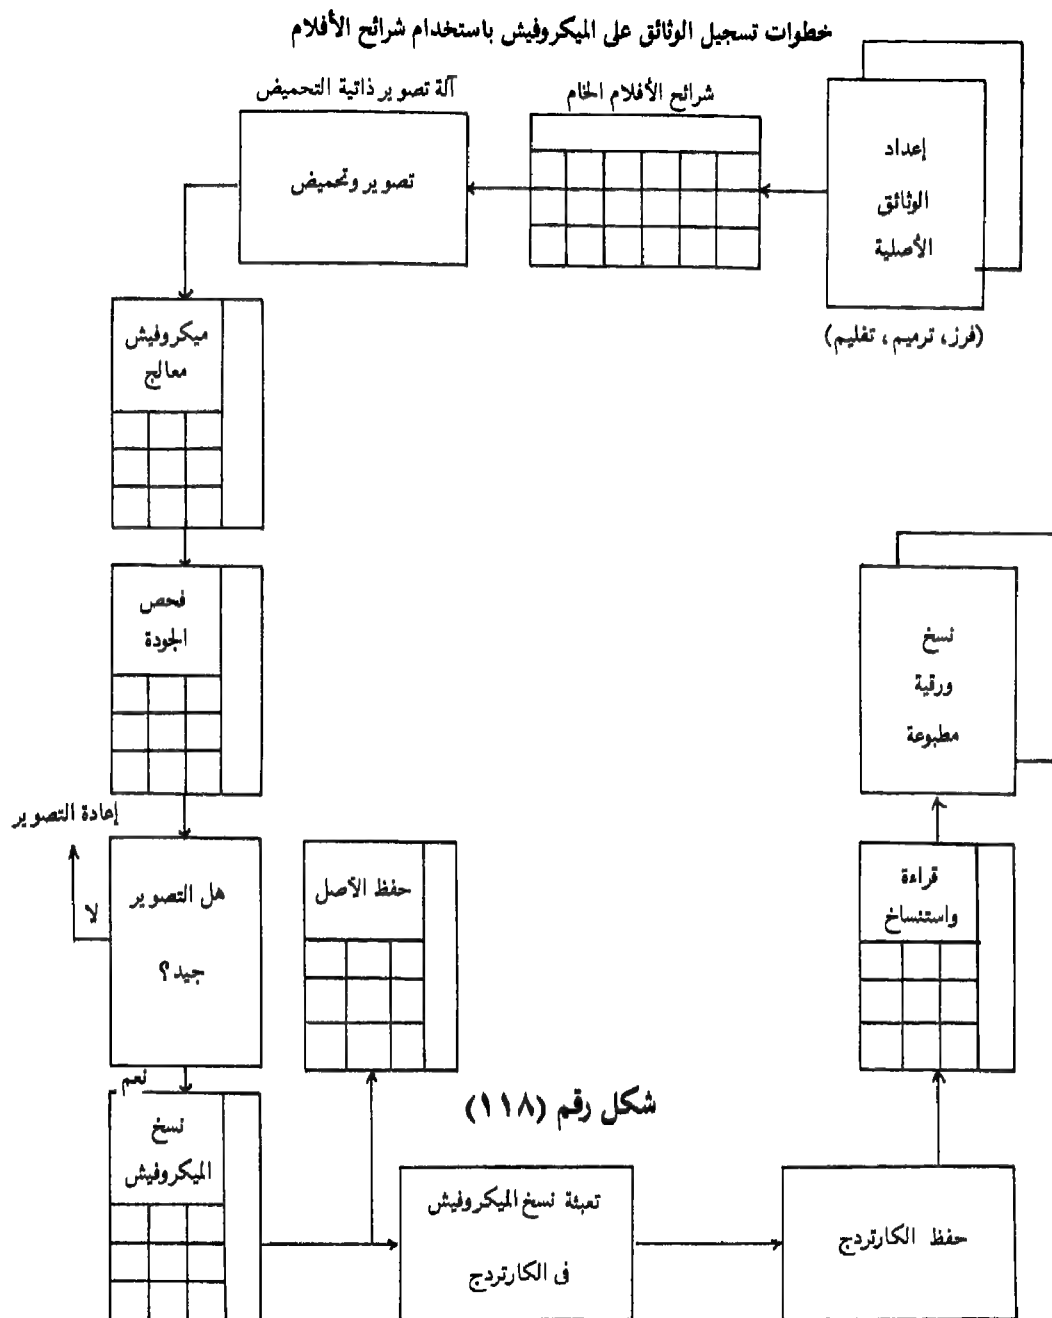 خطوات تسجيل الوثائق على الميكروفيش باستخدام شرائح الأفلام
إعداد
الوثائق
الأصلية
(فرز، ترميم، تفليم)
شرائح الأفلام الخام
آلة تصوير ذاتية التحميض
تصوير وتحميض
ميكروفيش
معالج
فحص
الجودة
إعادة التصوير
لا
هل التصوير
جيد؟
نعم
نسخ
الميكروفيش
حفظ الأصل
تعبئة نسخ الميكروفيش
فى الكارتردج
حفظ الكارتردج
قراءة
واستنساخ
نسخ
ورقية
مطبوعة
شكل رقم (١١٨)